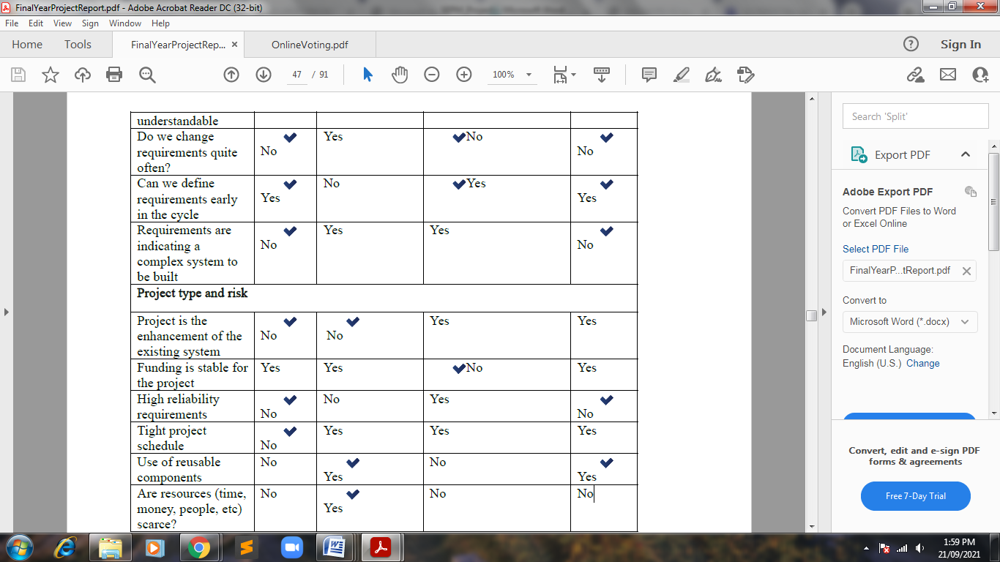 FinalYearProjectReport.pdf - Adobe Acrobat Reader DC (32-bit)
File Edit View Sign Window Help
Home Tools FinalYearProjectRep... × OnlineVoting.pdf Sign In
47 / 91 100%
understandable
Do we change requirements quite often? No Yes No No
Can we define requirements early in the cycle Yes No Yes Yes
Requirements are indicating a complex system to be built No Yes Yes No
Project type and risk
Project is the enhancement of the existing system No No Yes Yes
Funding is stable for the project Yes Yes No Yes
High reliability requirements No No Yes No
Tight project schedule No Yes Yes Yes
Use of reusable components No Yes No Yes
Are resources (time, money, people, etc) scarce? No Yes No No
Search 'Split'
Export PDF
Adobe Export PDF
Convert PDF Files to Word
or Excel Online
Select PDF File
FinalYearP...tReport.pdf
Convert to
Microsoft Word (*.docx)
Document Language:
English (U.S.) Change
Convert, edit and e-sign PDF
forms & agreements
Free 7-Day Trial
1:59 PM
21/09/2021